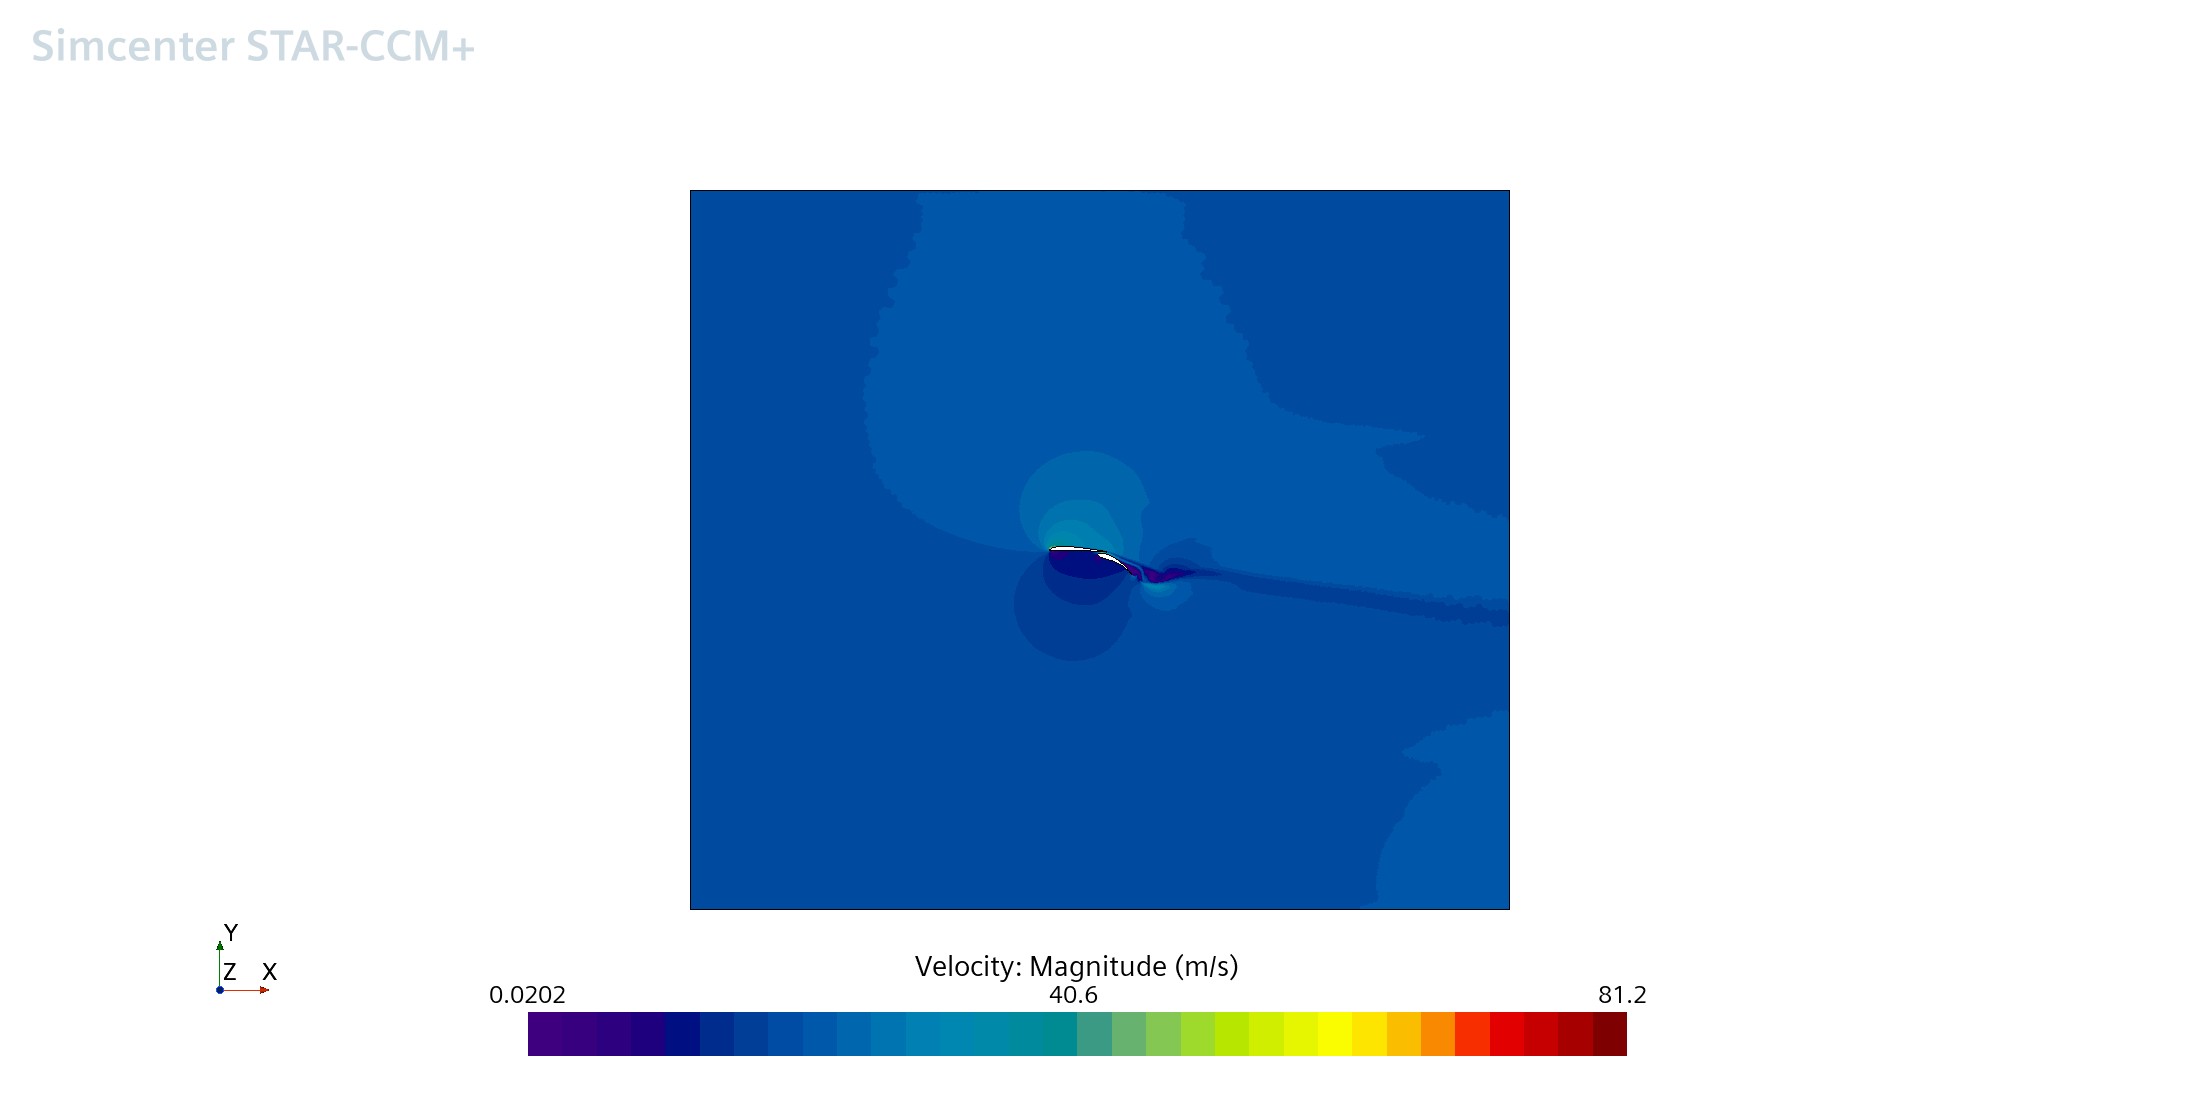 Simcenter STAR-CCM+
Y
Z X
Velocity: Magnitude (m/s)
0.0202 40.6 81.2